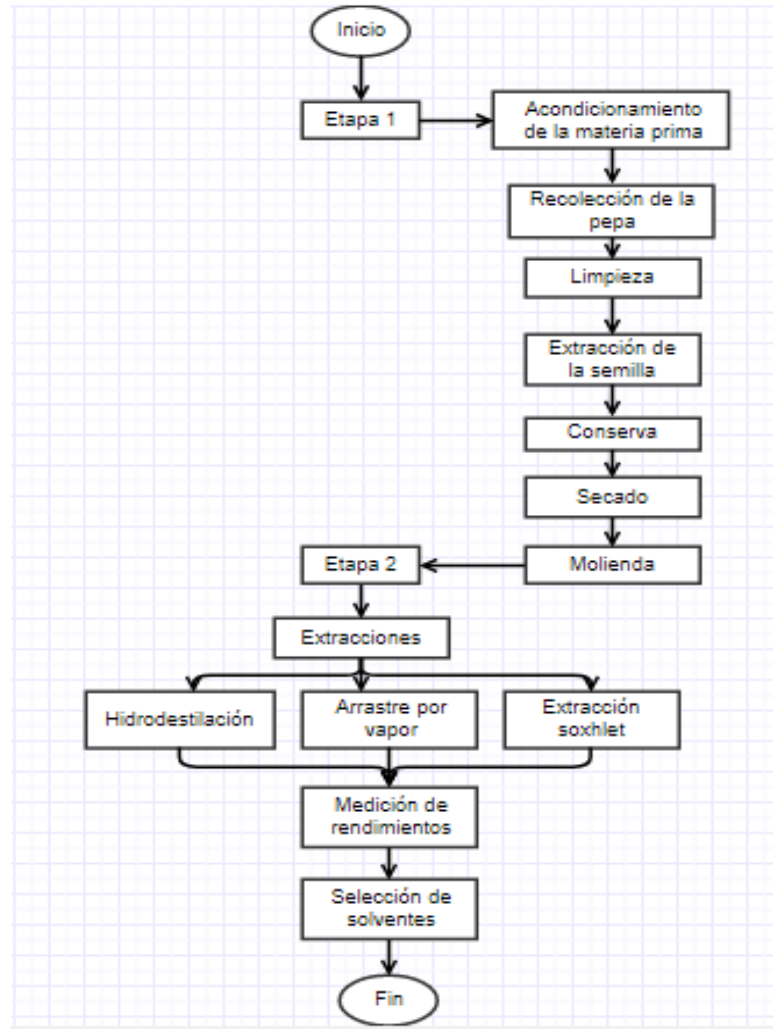 Inicio
Etapa 1
Acondicionamiento
de la materia prima
Recolección de la
pepa
Limpieza
Extracción de
la semilla
Conserva
Secado
Molienda
Etapa 2
Extracciones
Hidrodestilación
Arrastre por
vapor
Extracción
soxhlet
Medición de
rendimientos
Selección de
solventes
Fin